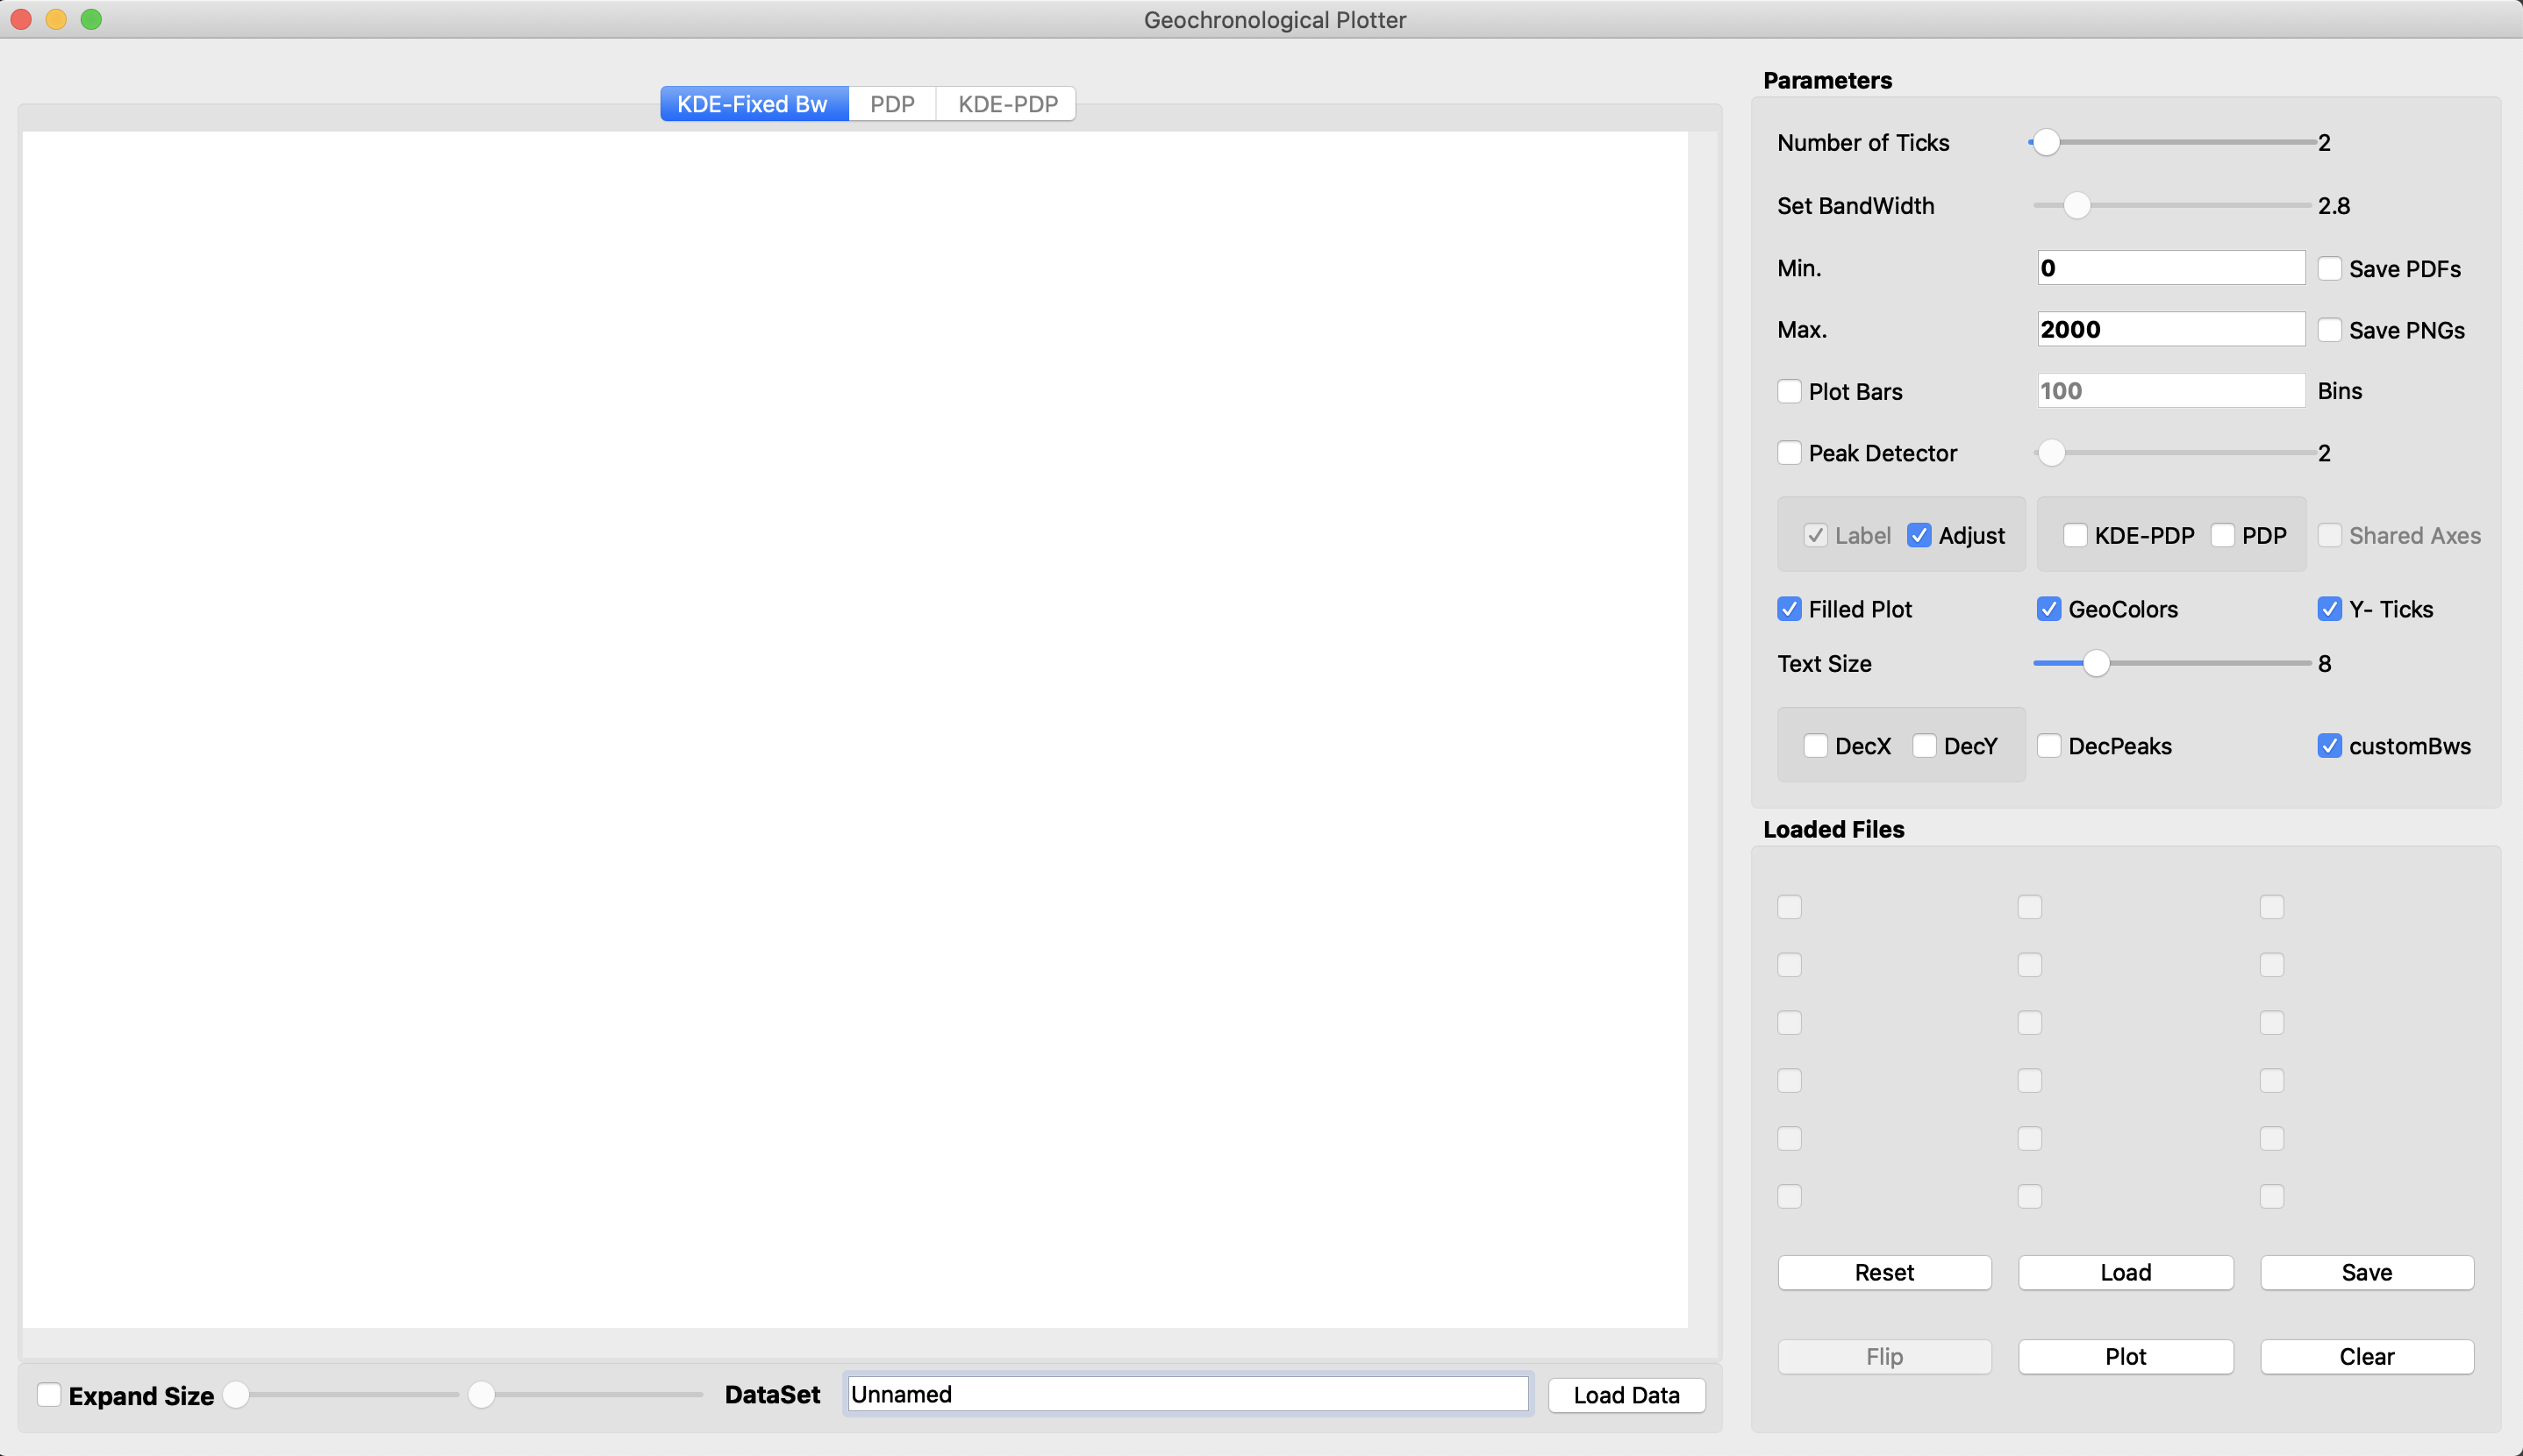 Geochronological Plotter
KDE-Fixed Bw PDP KDE-PDP
Parameters
Number of Ticks 2
Set BandWidth 2.8
Min. 0 Save PDFs
Max. 2000 Save PNGs
Plot Bars 100 Bins
Peak Detector 2
Label Adjust KDE-PDP PDP Shared Axes
Filled Plot GeoColors Y- Ticks
Text Size 8
DecX DecY DecPeaks customBws
Loaded Files
Reset Load Save
Flip Plot Clear
Expand Size DataSet Unnamed Load Data